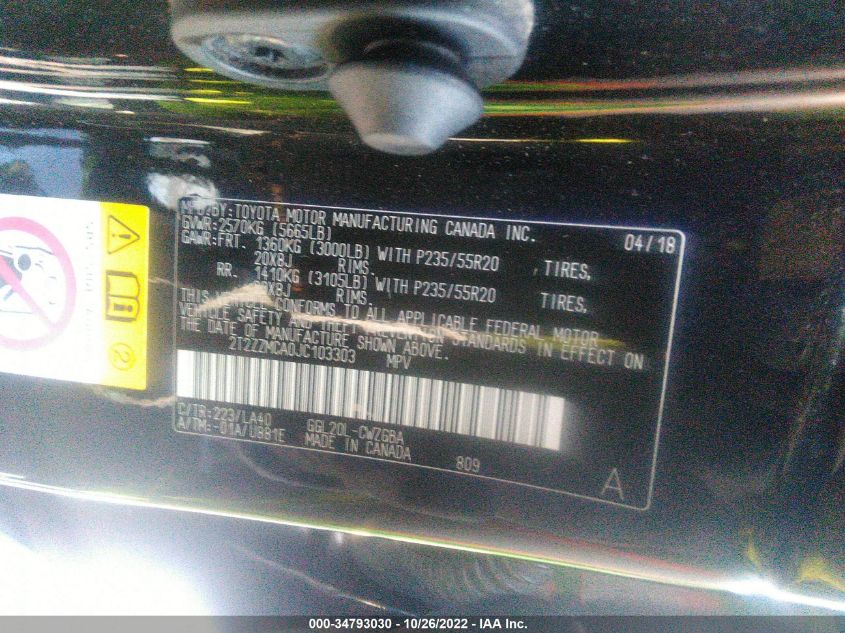 MFD.BY:TOYOTA MOTOR MANUFACTURING CANADA INC. 04/18
GVWR:2570KG (5665LB)
GAWR:FRT. 1360KG (3000LB) WITH P235/55R20 TIRES,
20X8J RIMS.
RR. 1410KG (3105LB) WITH P235/55R20 TIRES,
20X8J RIMS.
THIS VEHICLE CONFORMS TO ALL APPLICABLE FEDERAL MOTOR
VEHICLE SAFETY AND THEFT PREVENTION STANDARDS IN EFFECT ON
THE DATE OF MANUFACTURE SHOWN ABOVE.
2T2ZZMCA0JC103303 MPV
C/TR:223/LA40 GGL20L-CWZGBA
A/TM:-01A/U881E MADE IN CANADA 809
A
000-34793030 - 10/26/2022 - IAA Inc.